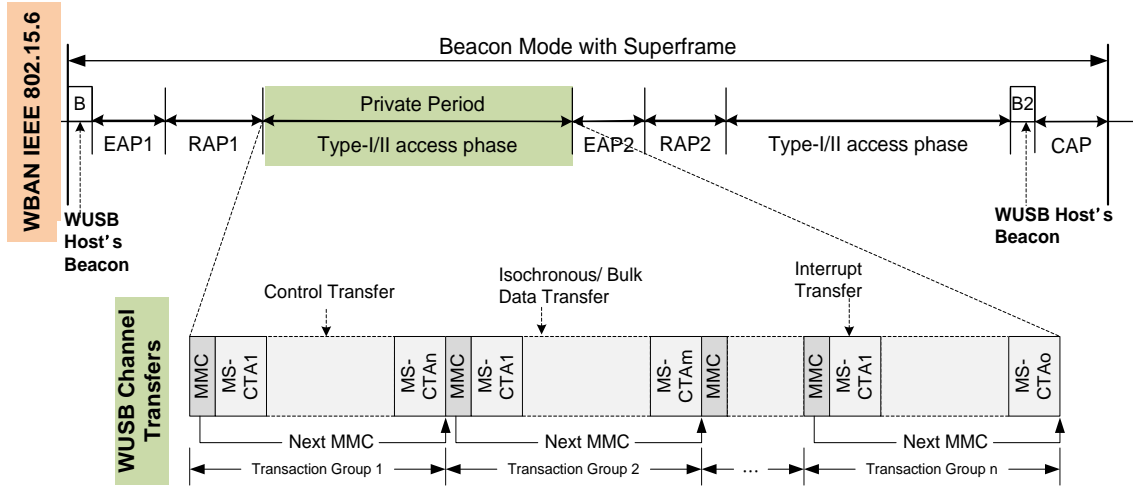 WBAN IEEE 802.15.6
Beacon Mode with Superframe
B
EAP1
RAP1
Private Period
Type-I/II access phase
EAP2
RAP2
Type-I/II access phase
B2
CAP
WUSB
Host's
Beacon
WUSB Host's
Beacon
WUSB Channel
Transfers
Control Transfer
Isochronous/ Bulk
Data Transfer
Interrupt
Transfer
MMC
MS-
CTA1
MS-
CTAn
MMC
MS-
CTA1
MS-
CTAm
MMC
MMC
MS-
CTA1
MS-
CTAo
Next MMC
Next MMC
Next MMC
Transaction Group 1
Transaction Group 2
...
Transaction Group n